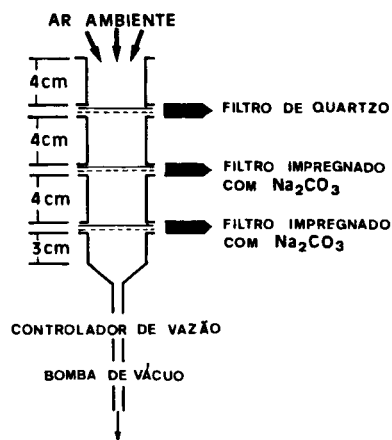 AR AMBIENTE
4cm
FILTRO DE QUARTZO
4cm
FILTRO IMPREGNADO
COM Na₂CO₃
4cm
FILTRO IMPREGNADO
COM Na₂CO₃
3cm
CONTROLADOR DE VAZÃO
BOMBA DE VÁCUO